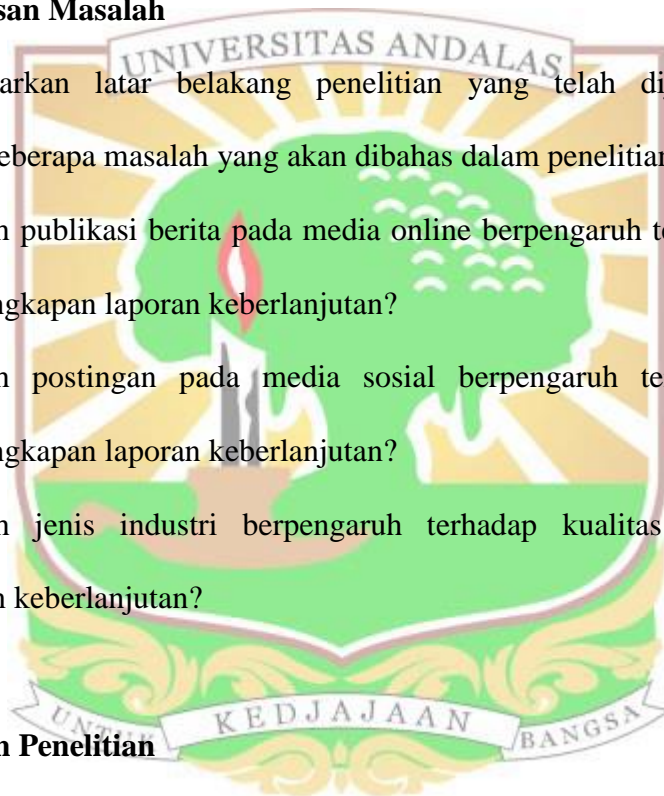 san Masalah
UNIVERSITAS ANDALAS
arkan latar belakang penelitian yang telah dij
eberapa masalah yang akan dibahas dalam penelitian
n publikasi berita pada media online berpengaruh te
ngkapan laporan keberlanjutan?
n postingan pada media sosial berpengaruh te
ngkapan laporan keberlanjutan?
n jenis industri berpengaruh terhadap kualitas
n keberlanjutan?
UNTUK KEDJAJAAN BANGSA
n Penelitian